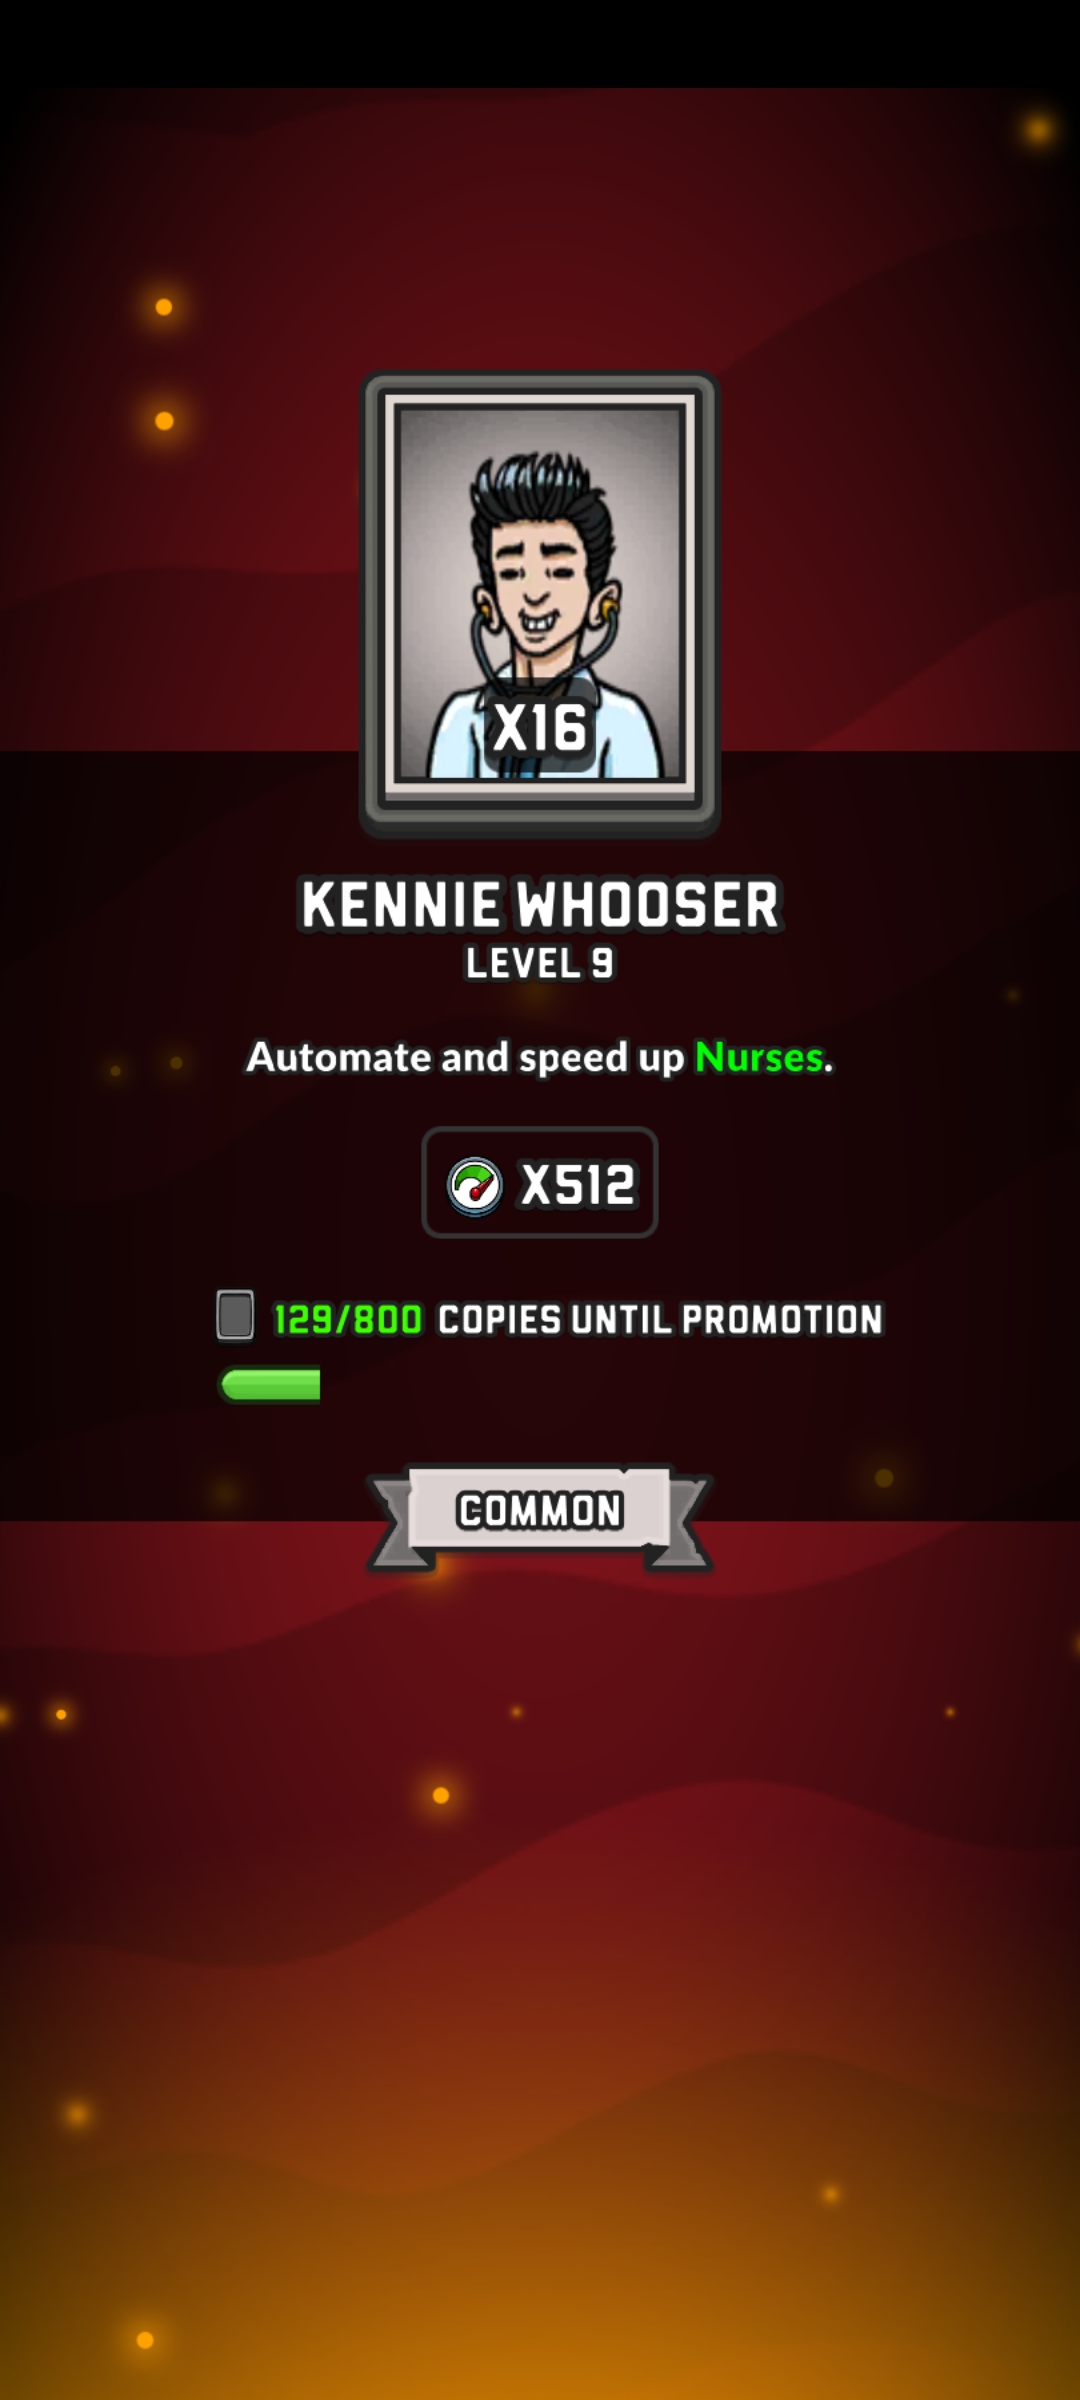 X16
KENNIE WHOOSER
LEVEL 9
Automate and speed up Nurses.
X512
129/800 COPIES UNTIL PROMOTION
COMMON